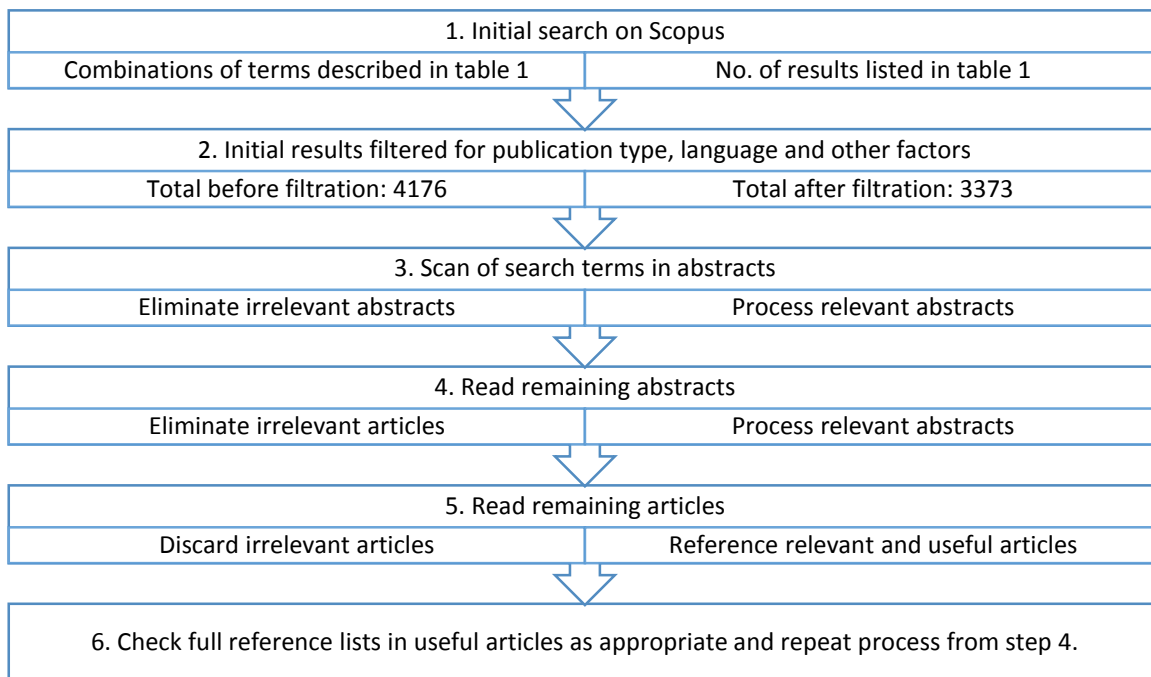 1. Initial search on Scopus
Combinations of terms described in table 1
No. of results listed in table 1
2. Initial results filtered for publication type, language and other factors
Total before filtration: 4176
Total after filtration: 3373
3. Scan of search terms in abstracts
Eliminate irrelevant abstracts
Process relevant abstracts
4. Read remaining abstracts
Eliminate irrelevant articles
Process relevant abstracts
5. Read remaining articles
Discard irrelevant articles
Reference relevant and useful articles
6. Check full reference lists in useful articles as appropriate and repeat process from step 4.